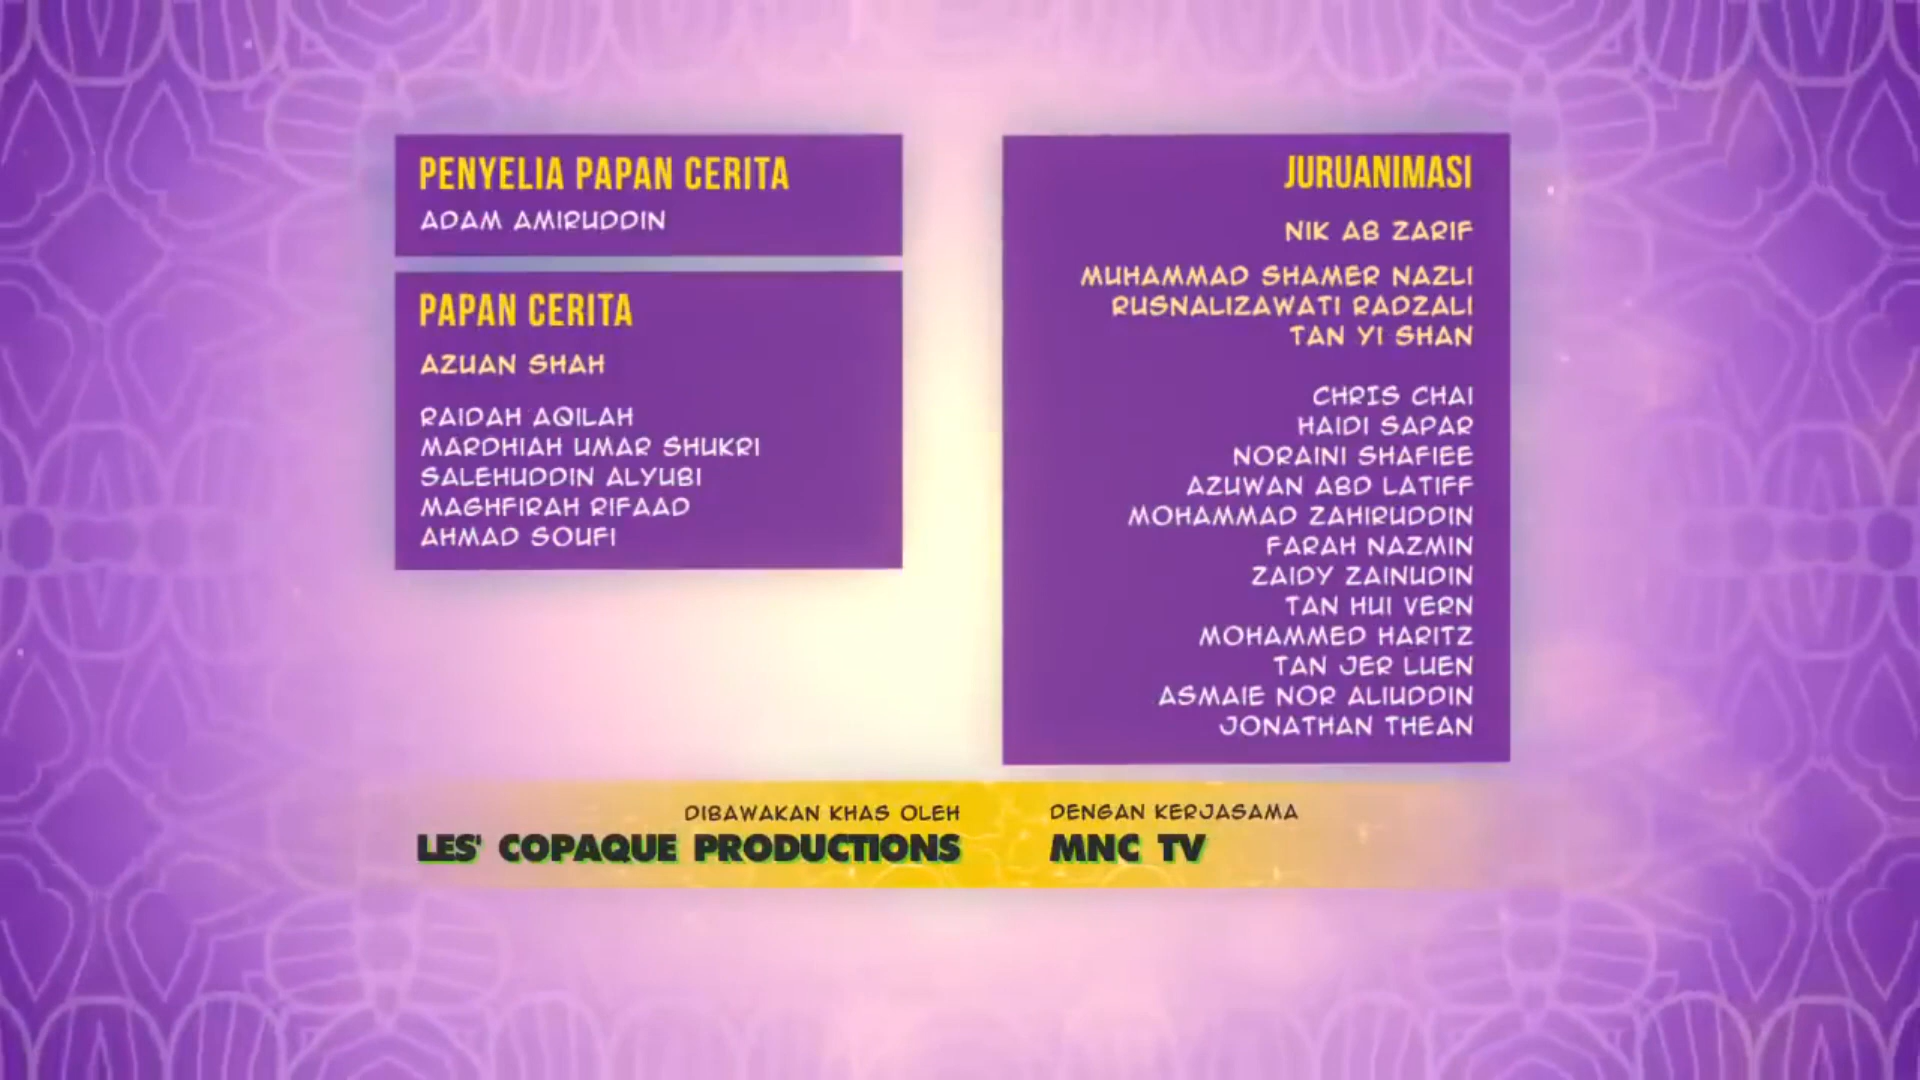 PENYELIA PAPAN CERITA
ADAM AMIRUDDIN
PAPAN CERITA
AZUAN SHAH
RAIDAH AQILAH
MARDHIAH UMAR SHUKRI
SALEHUDDIN ALYUBI
MAGHFIRAH RIFAAD
AHMAD SOUFI
JURUANIMASI
NIK AB ZARIF
MUHAMMAD SHAMER NAZLI
RUSNALIZAWATI RADZALI
TAN YI SHAN
CHRIS CHAI
HAIDI SAPAR
NORAINI SHAFIEE
AZUWAN ABD LATIFF
MOHAMMAD ZAHIRUDDIN
FARAH NAZMIN
ZAIDY ZAINUDIN
TAN HUI VERN
MOHAMMED HARITZ
TAN JER LUEN
ASMAIE NOR ALIUDDIN
JONATHAN THEAN
DIBAWAKAN KHAS OLEH
LES' COPAQUE PRODUCTIONS
DENGAN KERJASAMA
MNC TV